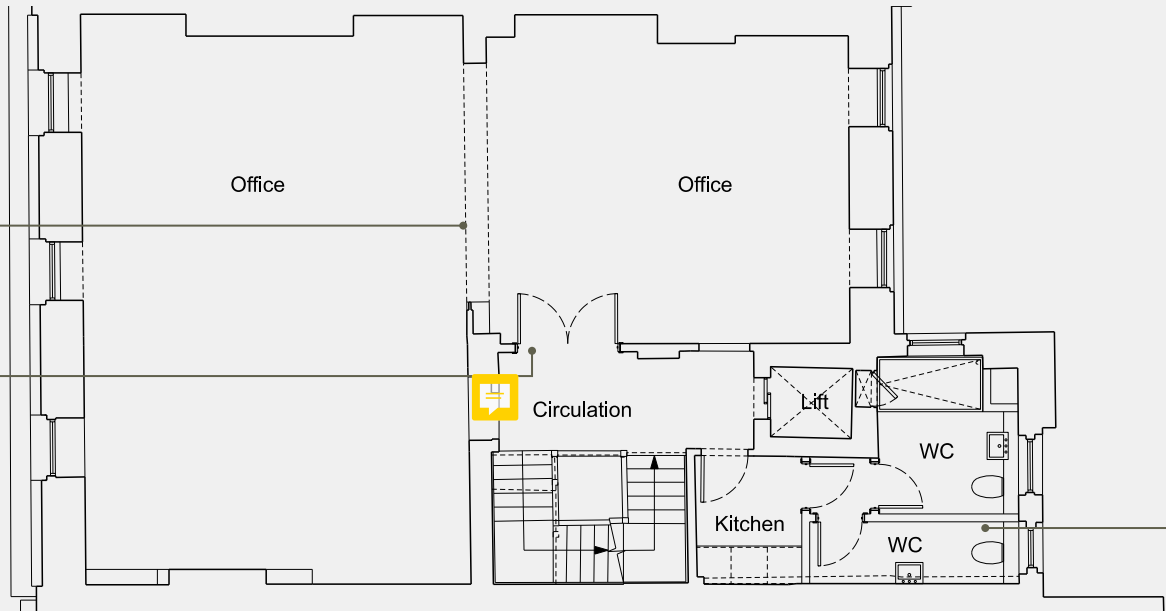 Office
Office
Circulation
Lift
WC
Kitchen
WC